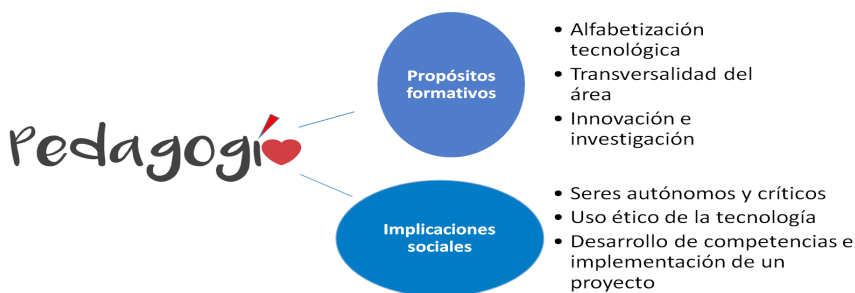 Pedagogía
Propósitos
formativos
• Alfabetización
tecnológica
• Transversalidad del
área
• Innovación e
investigación
Implicaciones
sociales
• Seres autónomos y críticos
• Uso ético de la tecnología
• Desarrollo de competencias e
implementación de un
proyecto